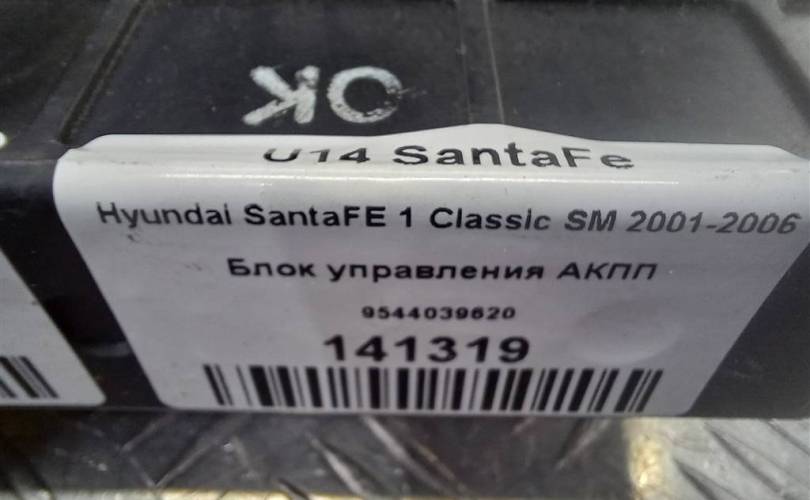 OK
U14 SantaFe
Hyundai SantaFE 1 Classic SM 2001-2006
Блок управления АКПП
9544039620
141319